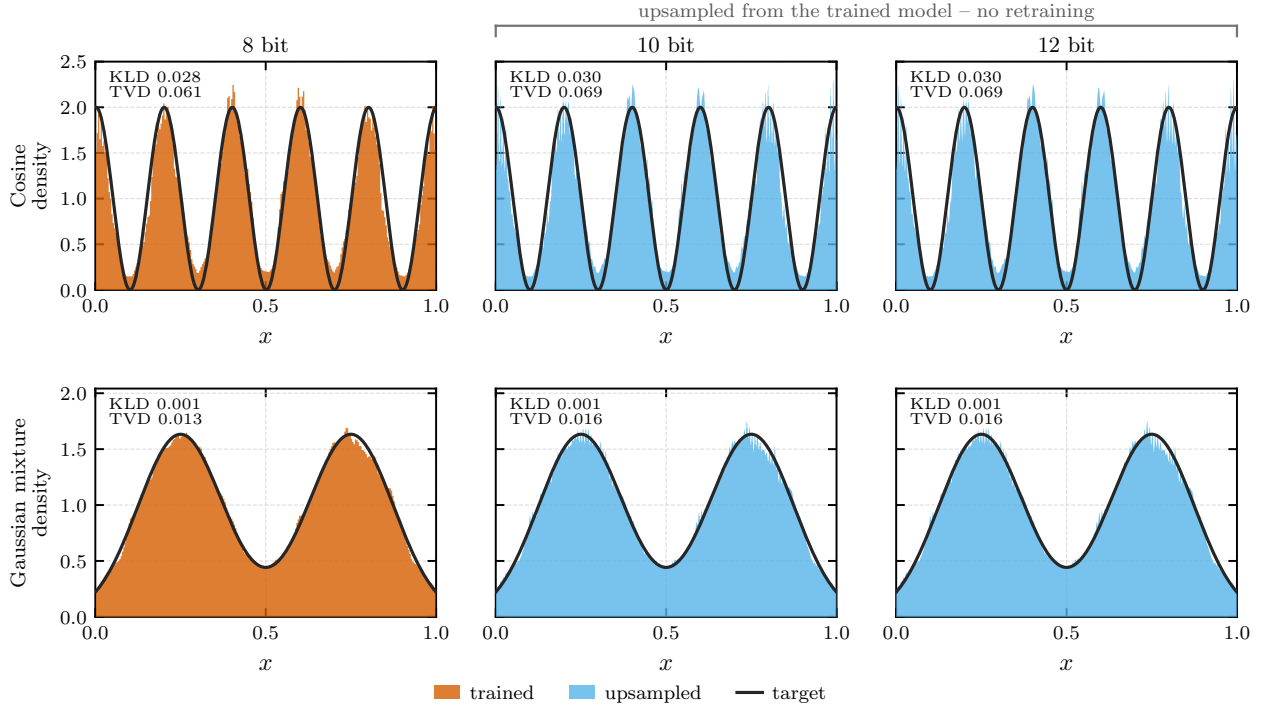 upsampled from the trained model – no retraining
8 bit
10 bit
12 bit
Cosine
density
2.5
2.0
1.5
1.0
0.5
0.0
KLD 0.028
TVD 0.061
KLD 0.030
TVD 0.069
KLD 0.030
TVD 0.069
0.0
0.5
1.0
0.0
0.5
1.0
0.0
0.5
1.0
x
x
x
Gaussian mixture
density
2.0
1.5
1.0
0.5
0.0
KLD 0.001
TVD 0.013
KLD 0.001
TVD 0.016
KLD 0.001
TVD 0.016
0.0
0.5
1.0
0.0
0.5
1.0
0.0
0.5
1.0
x
x
x
trained
upsampled
target